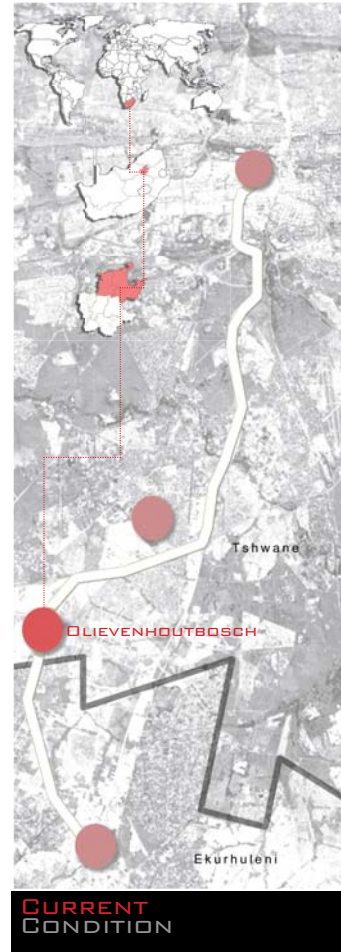 Tshwane
Olievenhoutbosch
Ekurhuleni
Current
Condition